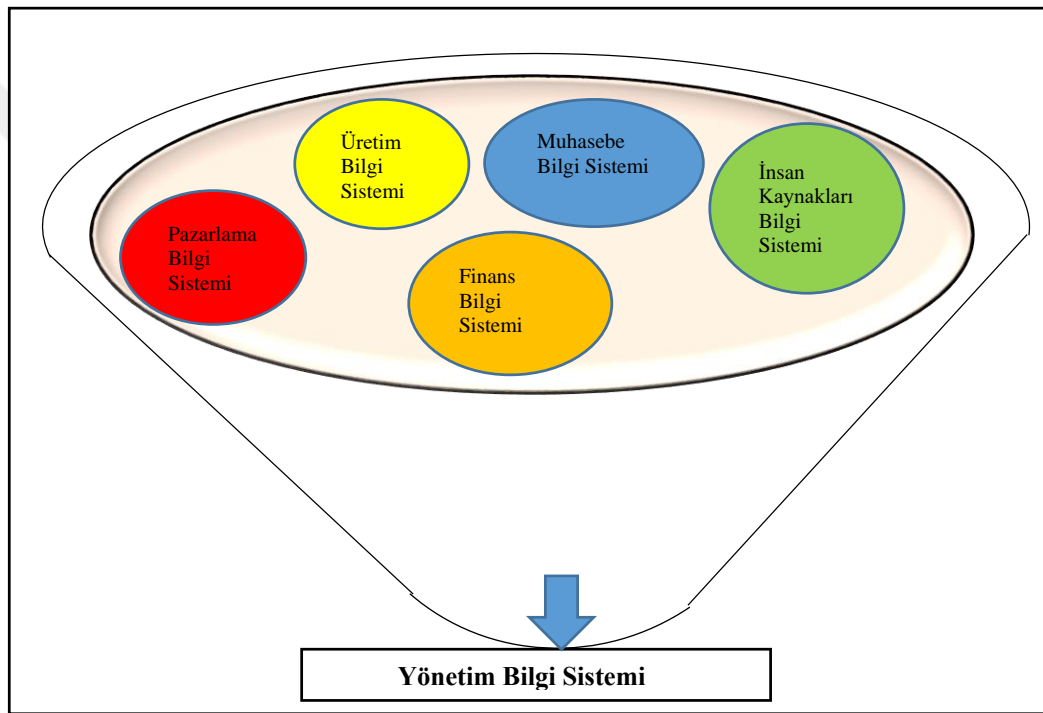 Üretim
Bilgi
Sistemi
Muhasebe
Bilgi Sistemi
İnsan
Kaynakları
Bilgi
Sistemi
Pazarlama
Bilgi
Sistemi
Finans
Bilgi
Sistemi
Yönetim Bilgi Sistemi